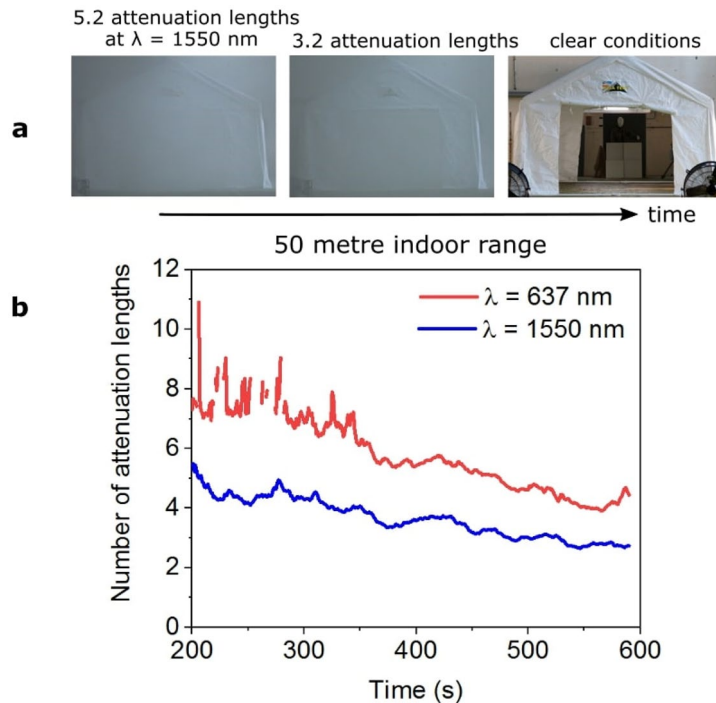 5.2 attenuation lengths
at λ = 1550 nm
3.2 attenuation lengths
clear conditions
a
time
50 metre indoor range
b
λ = 637 nm
λ = 1550 nm
Number of attenuation lengths
12
10
8
6
4
2
0
200
300
400
500
600
Time (s)